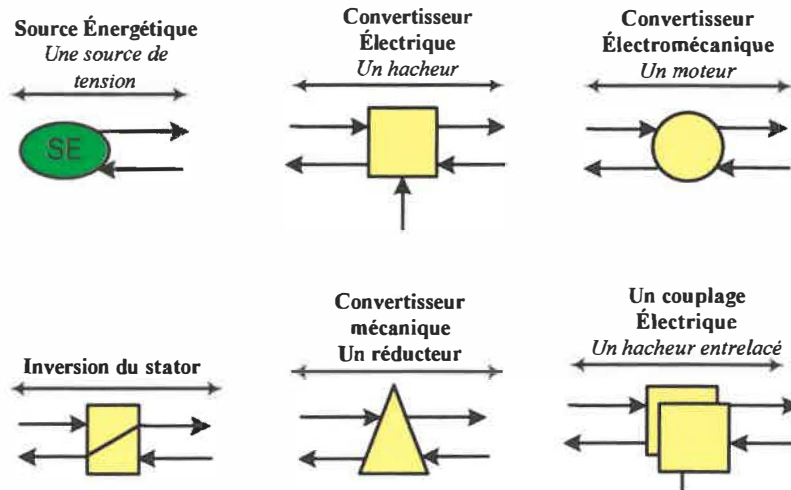 Source Énergétique
Une source de
tension
SE
Convertisseur
Électrique
Un hacheur
Convertisseur
Électromécanique
Un moteur
Inversion du stator
Convertisseur
mécanique
Un réducteur
Un couplage
Électrique
Un hacheur entrelacé